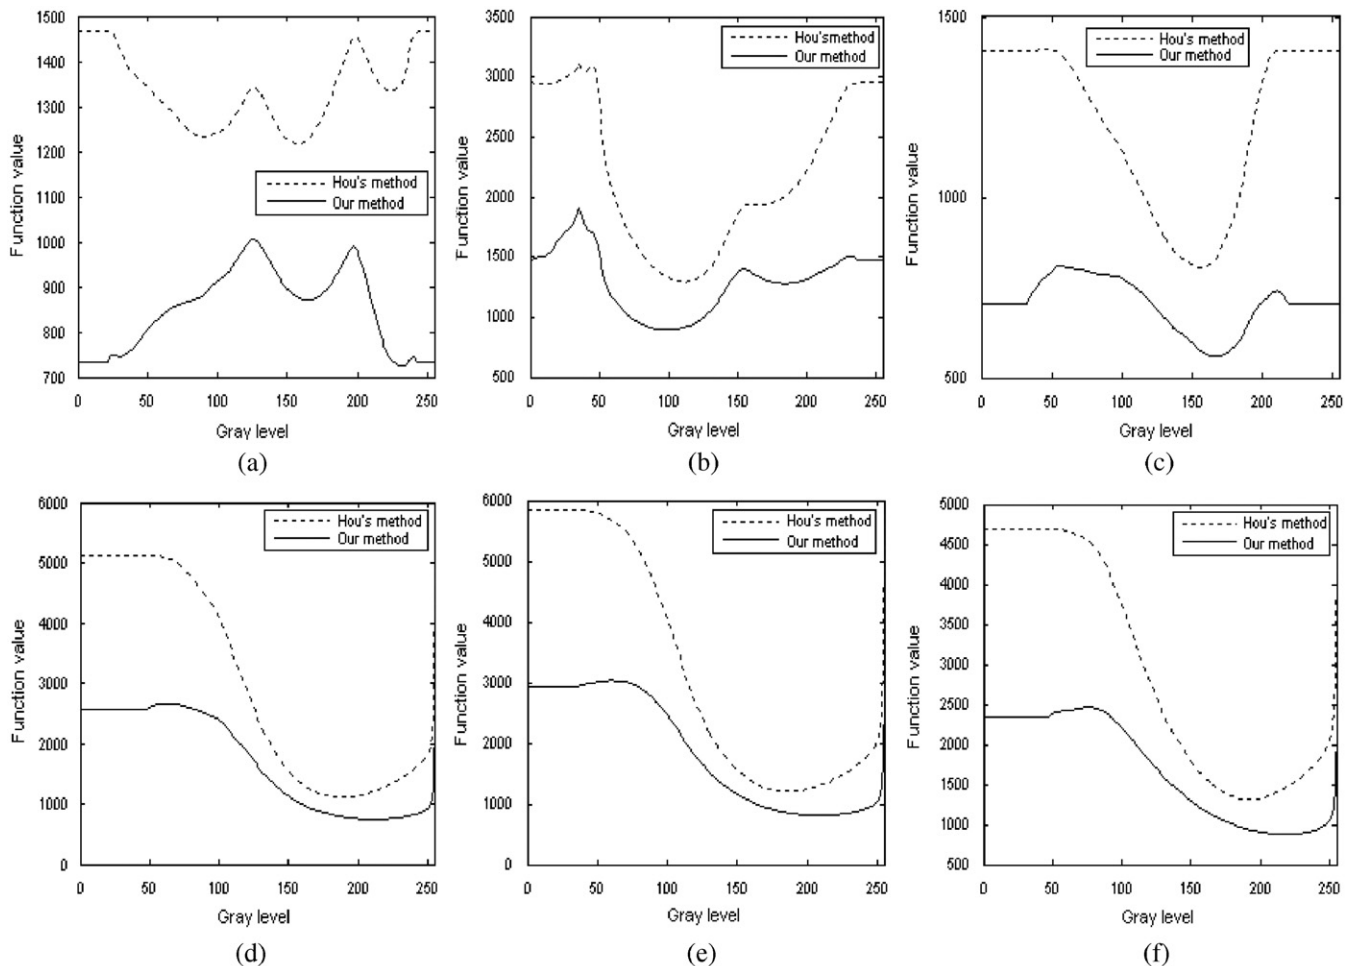 1500
1400
1300
1200
1100
1000
900
800
700
0 50 100 150 200 250
Function value
Gray level
Hou's method
Our method
(a)
3500
3000
2500
2000
1500
1000
500
0 50 100 150 200 250
Function value
Gray level
Hou'smethod
Our method
(b)
1500
1000
500
0 50 100 150 200 250
Function value
Gray level
Hou's method
Our method
(c)
6000
5000
4000
3000
2000
1000
0
0 50 100 150 200 250
Function value
Gray level
Hou's method
Our method
(d)
6000
5000
4000
3000
2000
1000
0
0 50 100 150 200 250
Function value
Gray level
Hou's method
Our method
(e)
5000
4500
4000
3500
3000
2500
2000
1500
1000
500
0 50 100 150 200 250
Function value
Gray level
Hou's method
Our method
(f)